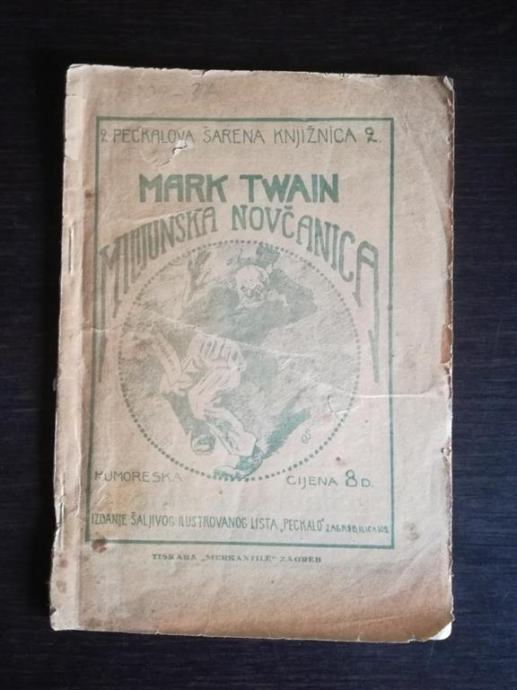 2. PECKALOVA ŠARENA KNJIŽNICA 2.
MARK TWAIN
MILIJUNSKA NOVČANICA
HUMORESKA
CIJENA 8 D.
IZDANJE ŠALJIVOG ILUSTROVANOG LISTA „PECKALO" ZAGREB, ILICA
TISKARA „MERKANTILE" ZAGREB